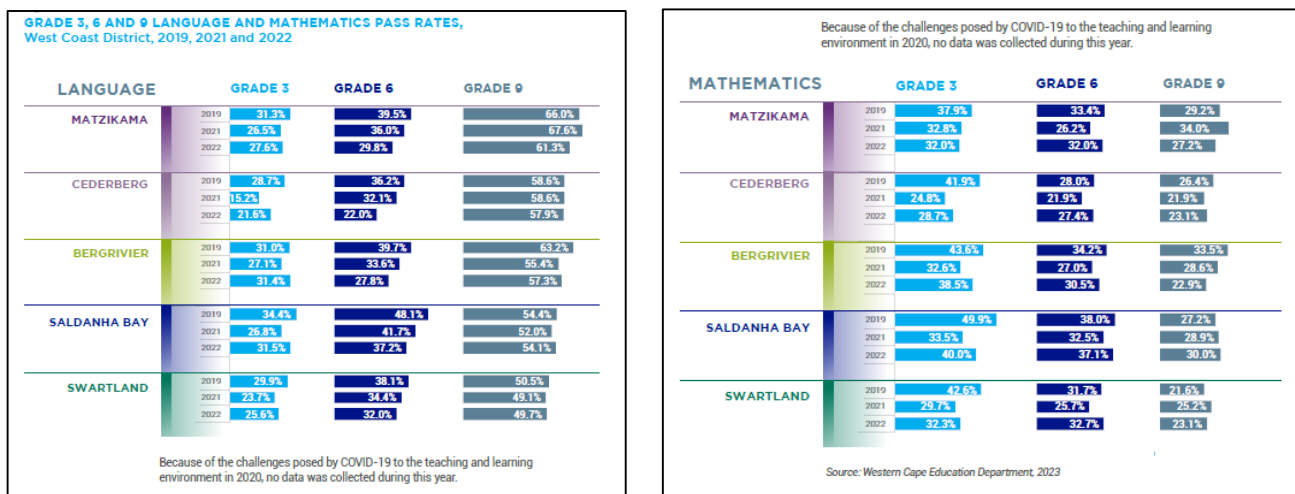 GRADE 3, 6 AND 9 LANGUAGE AND MATHEMATICS PASS RATES,
West Coast District, 2019, 2021 and 2022
LANGUAGE GRADE 3 GRADE 6 GRADE 9
MATZIKAMA 2019 31.3% 39.5% 66.0%
2021 26.5% 36.0% 67.6%
2022 27.6% 29.8% 61.3%
CEDERBERG 2019 28.7% 36.2% 58.6%
2021 15.2% 32.1% 58.6%
2022 21.6% 22.0% 57.9%
BERGRIVIER 2019 31.0% 39.7% 63.2%
2021 27.1% 33.6% 55.4%
2022 31.4% 27.8% 57.3%
SALDANHA BAY 2019 34.4% 48.1% 54.4%
2021 26.8% 41.7% 52.0%
2022 31.5% 37.2% 54.1%
SWARTLAND 2019 29.9% 38.1% 50.5%
2021 23.7% 34.4% 49.1%
2022 25.6% 32.0% 49.7%
Because of the challenges posed by COVID-19 to the teaching and learning
environment in 2020, no data was collected during this year.
Because of the challenges posed by COVID-19 to the teaching and learning
environment in 2020, no data was collected during this year.
MATHEMATICS GRADE 3 GRADE 6 GRADE 9
MATZIKAMA 2019 37.9% 33.4% 29.2%
2021 32.8% 26.2% 34.0%
2022 32.0% 32.0% 27.2%
CEDERBERG 2019 41.9% 28.0% 26.4%
2021 24.8% 21.9% 21.9%
2022 28.7% 27.4% 23.1%
BERGRIVIER 2019 43.6% 34.2% 33.5%
2021 32.6% 27.0% 28.6%
2022 38.5% 30.5% 22.9%
SALDANHA BAY 2019 49.9% 38.0% 27.2%
2021 33.5% 32.5% 28.9%
2022 40.0% 37.1% 30.0%
SWARTLAND 2019 42.6% 31.7% 21.6%
2021 29.7% 25.7% 25.2%
2022 32.3% 32.7% 23.1%
Source: Western Cape Education Department, 2023